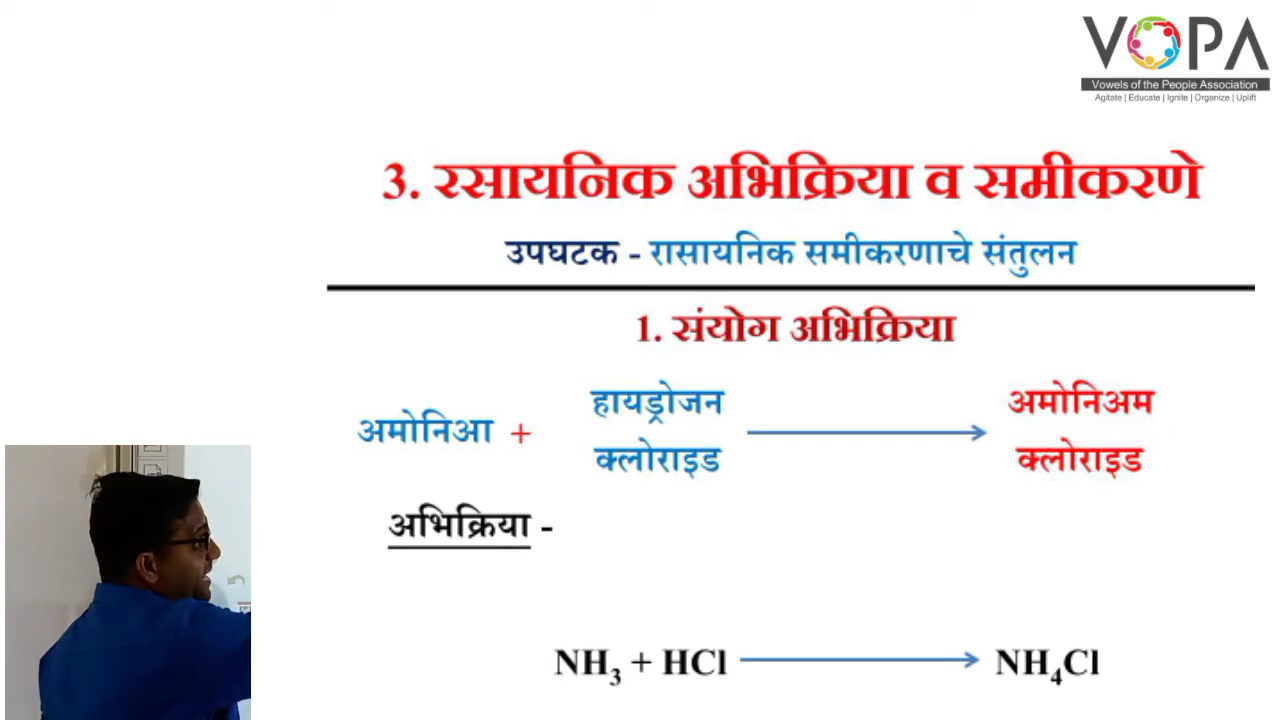 VOPA
Vowels of the People Association
Agitate | Educate | Ignite | Organize | Uplift
3. रसायनिक अभिक्रिया व समीकरणे
उपघटक - रासायनिक समीकरणाचे संतुलन
1. संयोग अभिक्रिया
अमोनिआ + हायड्रोजन क्लोराइड ⟶ अमोनिअम क्लोराइड
अभिक्रिया -
NH₃ + HCl ⟶ NH₄Cl